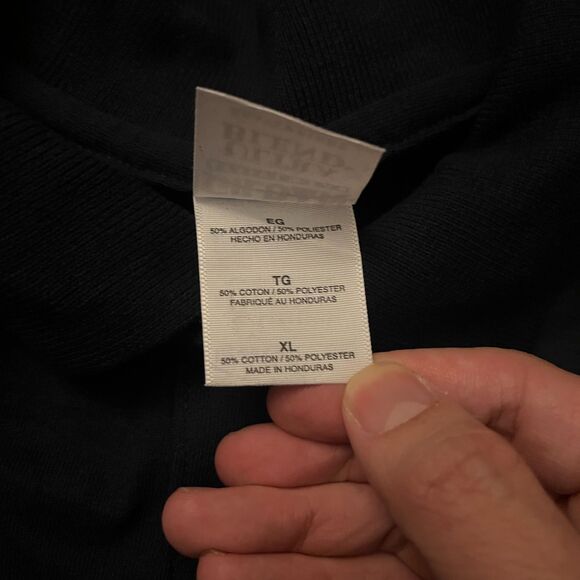 EG
50% ALGODON / 50% POLIESTER
HECHO EN HONDURAS
TG
50% COTON / 50% POLYESTER
FABRIQUÉ AU HONDURAS
XL
50% COTTON / 50% POLYESTER
MADE IN HONDURAS